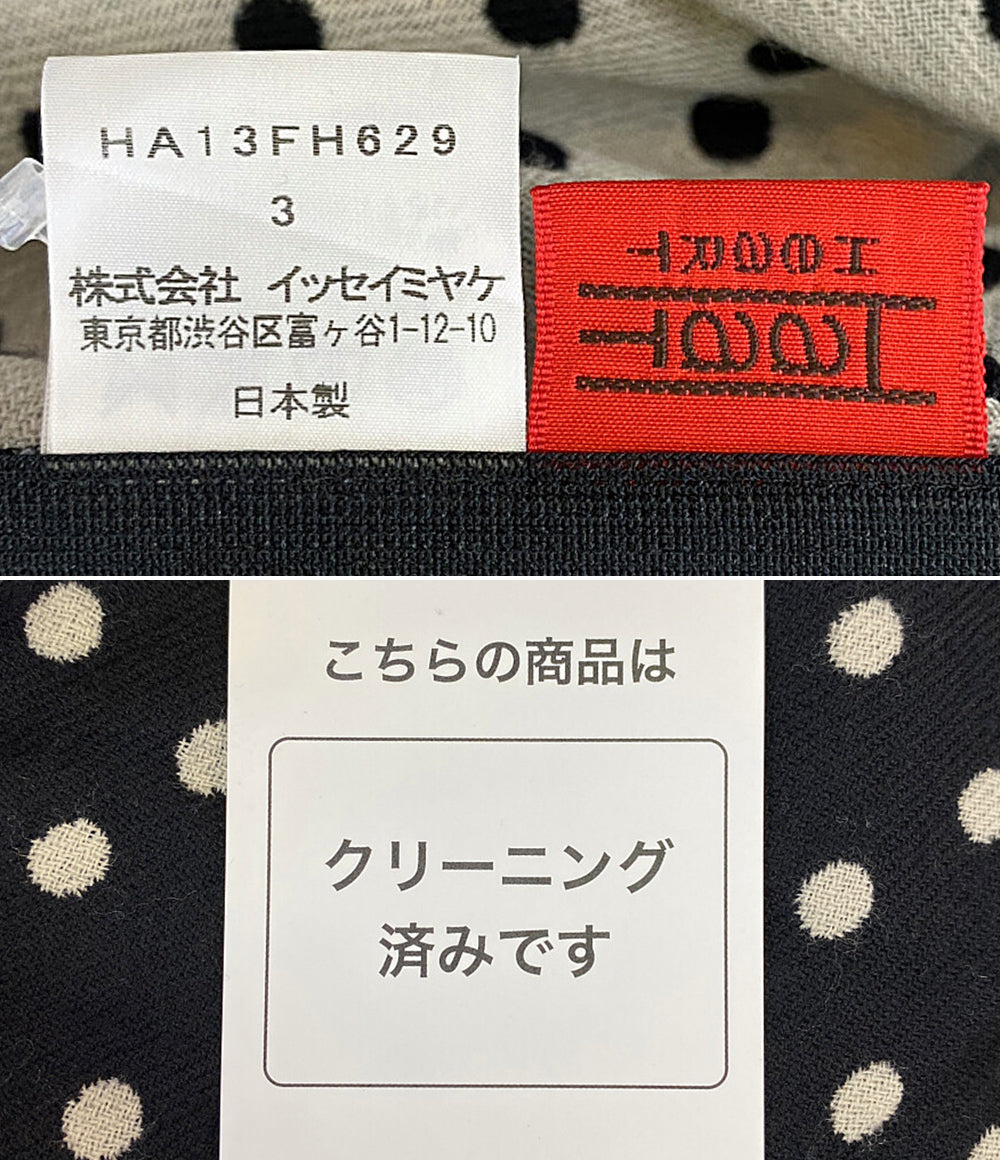 HA13FH629
3
株式会社 イッセイミヤケ
東京都渋谷区富ヶ谷1-12-10
日本製
HaaT
HeaRT
こちらの商品は
クリーニング
済みです